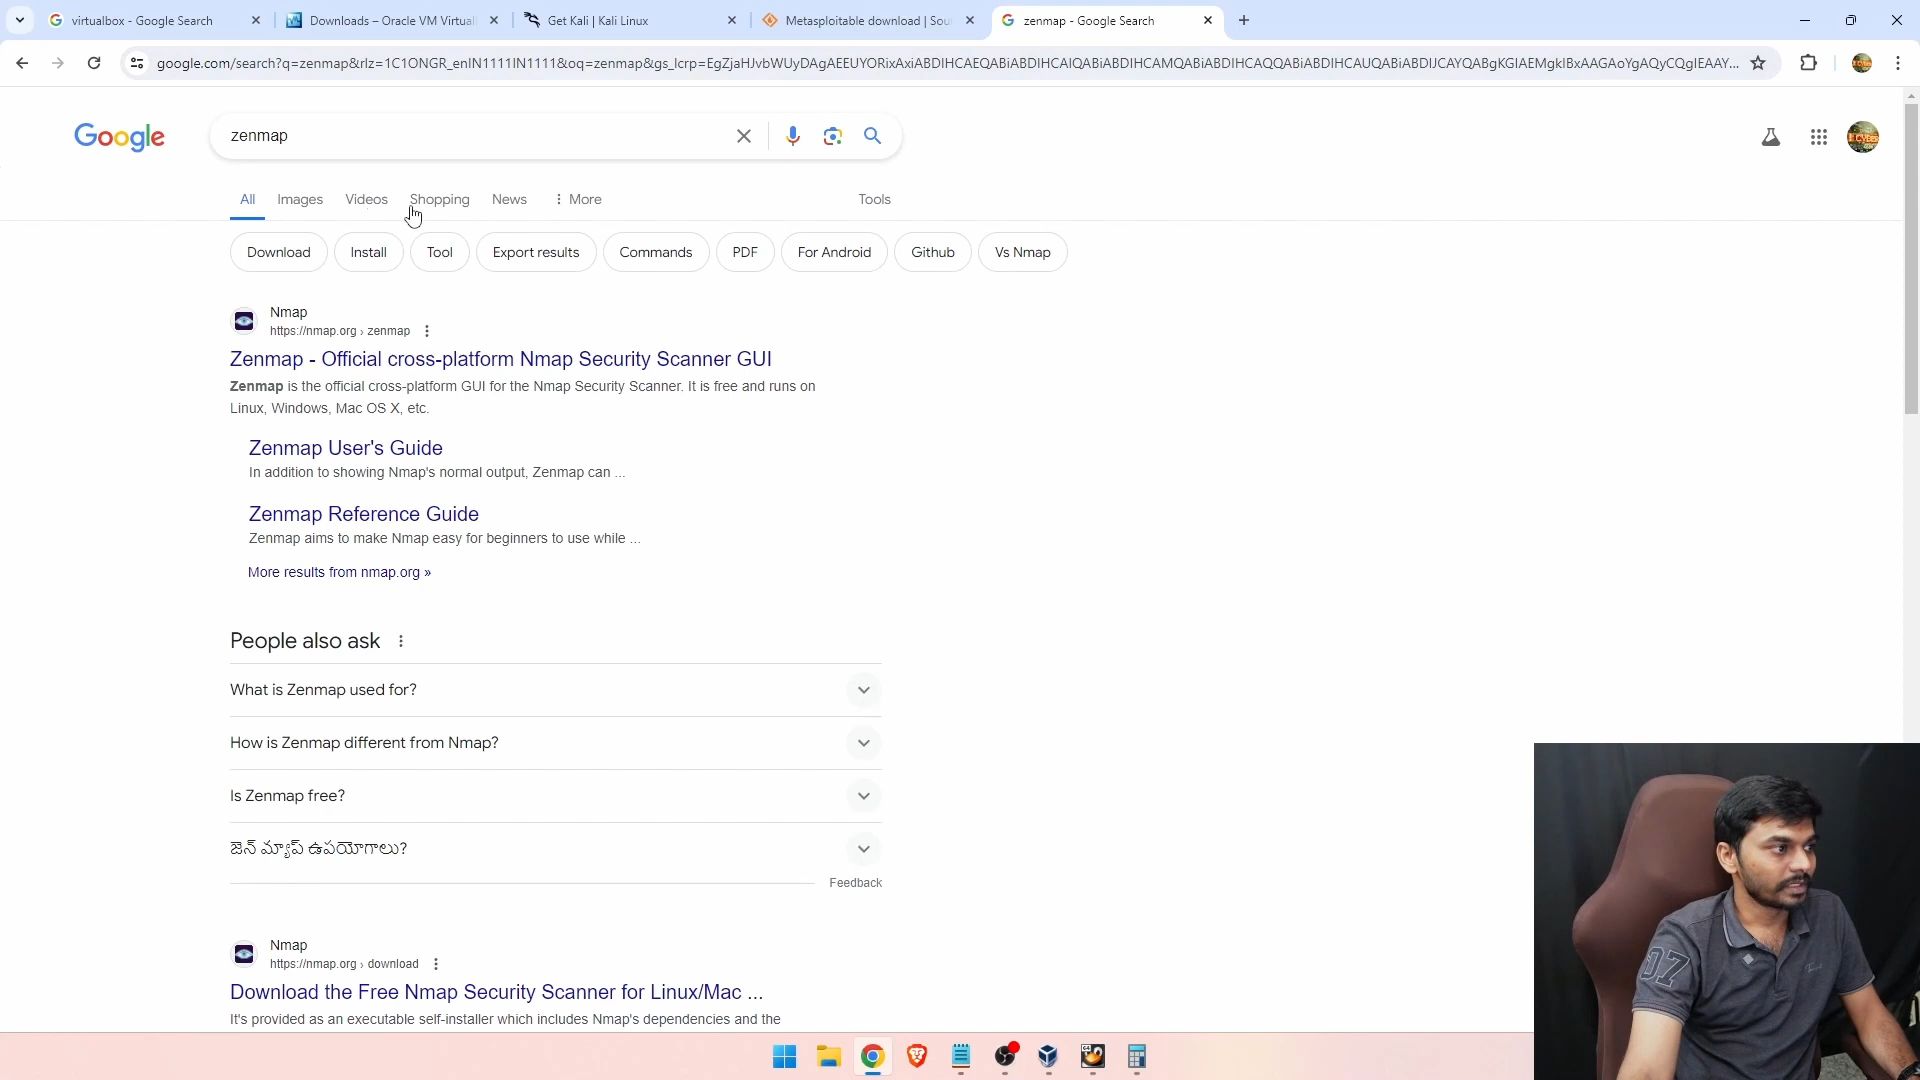 virtualbox - Google Search
Downloads – Oracle VM Virtual
Get Kali | Kali Linux
Metasploitable download | Sou
zenmap - Google Search
google.com/search?q=zenmap&rlz=1C1ONGR_enIN1111IN1111&oq=zenmap&gs_lcrp=
Google
zenmap
All
Images
Videos
Shopping
News
More
Tools
Download
Install
Tool
Export results
Commands
PDF
For Android
Github
Vs Nmap
Nmap
https://nmap.org › zenmap
Zenmap - Official cross-platform Nmap Security Scanner GUI
Zenmap is the official cross-platform GUI for the Nmap Security Scanner. It is free and runs on
Linux, Windows, Mac OS X, etc.
Zenmap User's Guide
In addition to showing Nmap's normal output, Zenmap can ...
Zenmap Reference Guide
Zenmap aims to make Nmap easy for beginners to use while ...
More results from nmap.org »
People also ask
What is Zenmap used for?
How is Zenmap different from Nmap?
Is Zenmap free?
జెన్ మ్యాప్ ఉపయోగాలు?
Feedback
Nmap
https://nmap.org › download
Download the Free Nmap Security Scanner for Linux/Mac ...
It's provided as an executable self-installer which includes Nmap's dependencies and the
07